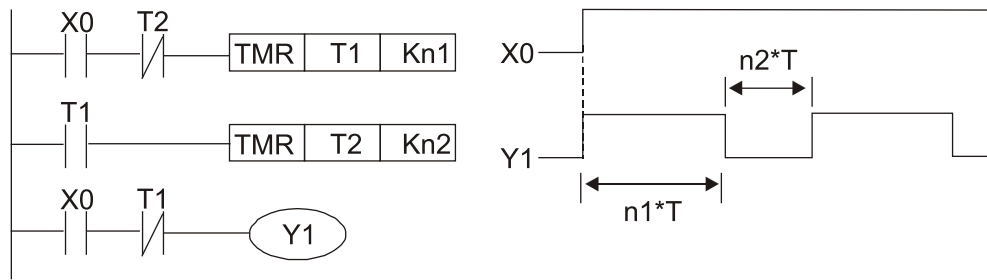 X0 T2
TMR T1 Kn1
T1
TMR T2 Kn2
X0 T1
Y1
X0
n2*T
Y1
n1*T